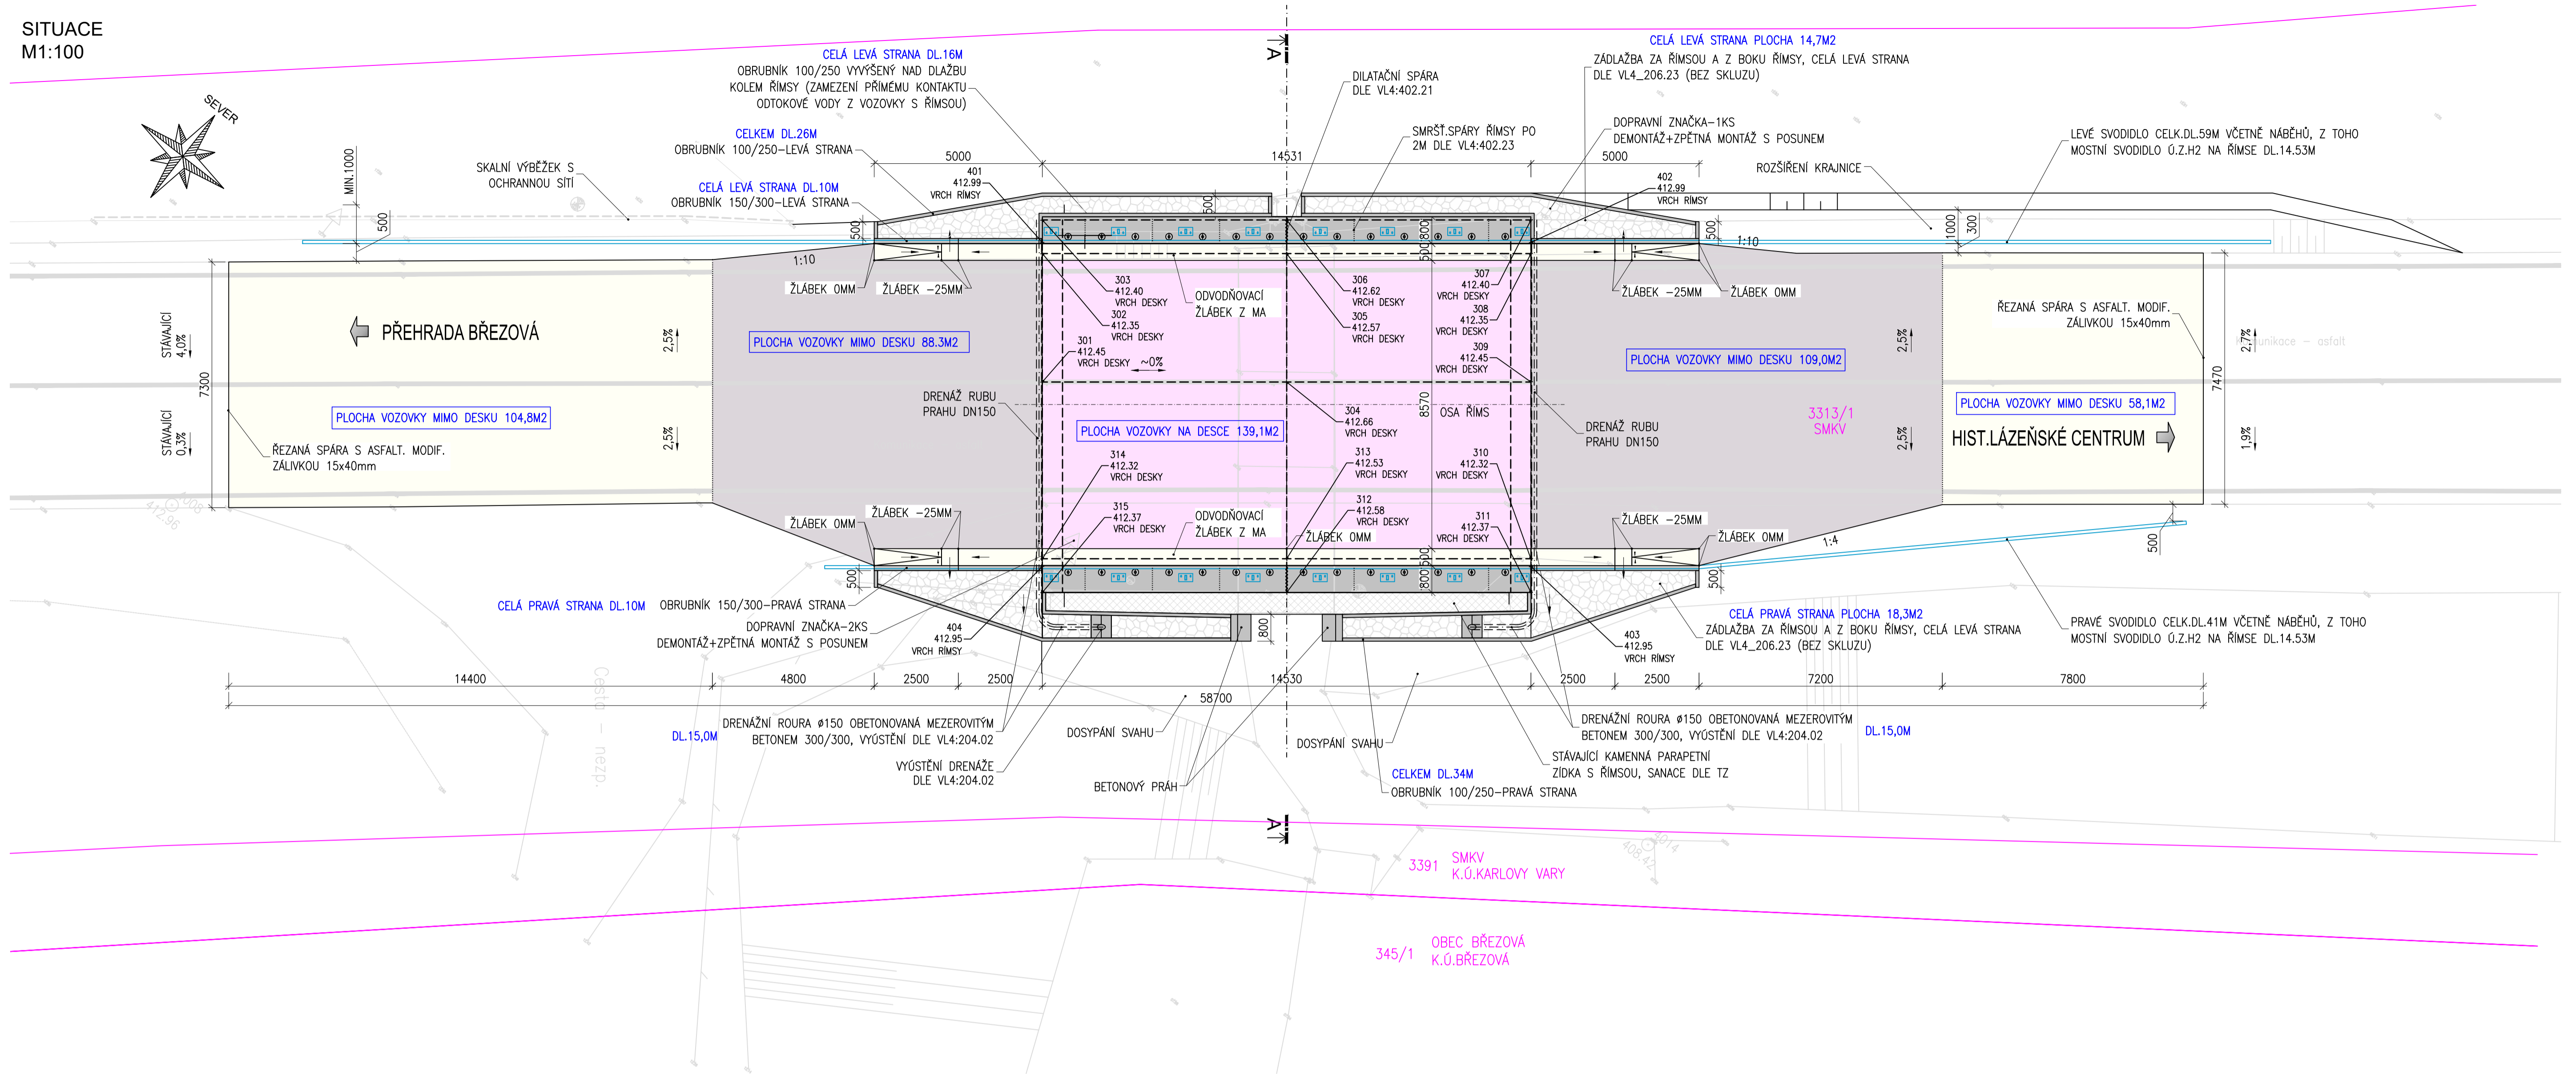 SITUACE
M1:100
SEVER
CELÁ LEVÁ STRANA DL.16M
OBRUBNÍK 100/250 VYVÝŠENÝ NAD DLAŽBU
KOLEM ŘÍMSY (ZAMEZENÍ PŘÍMÉMU KONTAKTU
ODTOKOVÉ VODY Z VOZOVKY S ŘÍMSOU)
CELKEM DL.26M
OBRUBNÍK 100/250-LEVÁ STRANA
CELÁ LEVÁ STRANA DL.10M
OBRUBNÍK 150/300-LEVÁ STRANA
SKALNÍ VÝBĚŽEK S
OCHRANNOU SÍTÍ
MIN.1000
500
A
DILATAČNÍ SPÁRA
DLE VL4:402.21
SMRŠŤ.SPÁRY ŘÍMSY PO
2M DLE VL4:402.23
CELÁ LEVÁ STRANA PLOCHA 14,7M2
ZÁDLAŽBA ZA ŘÍMSOU A Z BOKU ŘÍMSY, CELÁ LEVÁ STRANA
DLE VL4_206.23 (BEZ SKLUZU)
DOPRAVNÍ ZNAČKA-1KS
DEMONTÁŽ+ZPĚTNÁ MONTÁŽ S POSUNEM
ROZŠÍŘENÍ KRAJNICE
LEVÉ SVODIDLO CELK.DL.59M VČETNĚ NÁBĚHŮ, Z TOHO
MOSTNÍ SVODIDLO Ú.Z.H2 NA ŘÍMSE DL.14.53M
5000
14531
5000
401
412.99
VRCH ŘÍMSY
402
412.99
VRCH ŘÍMSY
500
500
800
500
500
1000
300
1:10
1:10
ŽLÁBEK 0MM
ŽLÁBEK -25MM
ŽLÁBEK -25MM
ŽLÁBEK 0MM
303
412.40
VRCH DESKY
302
412.35
VRCH DESKY
301
412.45
VRCH DESKY
~0%
ODVODŇOVACÍ
ŽLÁBEK Z MA
306
412.62
VRCH DESKY
305
412.57
VRCH DESKY
307
412.40
VRCH DESKY
308
412.35
VRCH DESKY
309
412.45
VRCH DESKY
304
412.66
VRCH DESKY
8570
OSA ŘÍMS
STÁVAJÍCÍ
4,0%
STÁVAJÍCÍ
0,3%
7300
PŘEHRADA BŘEZOVÁ
2,5%
2,5%
PLOCHA VOZOVKY MIMO DESKU 88.3M2
PLOCHA VOZOVKY MIMO DESKU 104,8M2
ŘEZANÁ SPÁRA S ASFALT. MODIF.
ZÁLIVKOU 15x40mm
DRENÁŽ RUBU
PRAHU DN150
PLOCHA VOZOVKY NA DESCE 139,1M2
DRENÁŽ RUBU
PRAHU DN150
PLOCHA VOZOVKY MIMO DESKU 109,0M2
3313/1
SMKV
2,5%
2,5%
ŘEZANÁ SPÁRA S ASFALT. MODIF.
ZÁLIVKOU 15x40mm
PLOCHA VOZOVKY MIMO DESKU 58,1M2
HIST.LÁZEŇSKÉ CENTRUM
7470
2,7%
1,9%
314
412.32
VRCH DESKY
315
412.37
VRCH DESKY
ODVODŇOVACÍ
ŽLÁBEK Z MA
313
412.53
VRCH DESKY
312
412.58
VRCH DESKY
ŽLÁBEK 0MM
310
412.32
VRCH DESKY
311
412.37
VRCH DESKY
ŽLÁBEK -25MM
ŽLÁBEK 0MM
ŽLÁBEK -25MM
ŽLÁBEK 0MM
1:4
1008
412.96
500
500
800
500
500
800
CELÁ PRAVÁ STRANA DL.10M
OBRUBNÍK 150/300-PRAVÁ STRANA
DOPRAVNÍ ZNAČKA-2KS
DEMONTÁŽ+ZPĚTNÁ MONTÁŽ S POSUNEM
404
412.95
VRCH ŘÍMSY
403
412.95
VRCH ŘÍMSY
CELÁ PRAVÁ STRANA PLOCHA 18,3M2
ZÁDLAŽBA ZA ŘÍMSOU A Z BOKU ŘÍMSY, CELÁ LEVÁ STRANA
DLE VL4_206.23 (BEZ SKLUZU)
PRAVÉ SVODIDLO CELK.DL.41M VČETNĚ NÁBĚHŮ, Z TOHO
MOSTNÍ SVODIDLO Ú.Z.H2 NA ŘÍMSE DL.14.53M
14400
4800
2500
2500
14530
2500
2500
7200
7800
58700
Cesta - nezp.
DL.15,0M
DRENÁŽNÍ ROURA ø150 OBETONOVANÁ MEZEROVITÝM
BETONEM 300/300, VYÚSTĚNÍ DLE VL4:204.02
VYÚSTĚNÍ DRENÁŽE
DLE VL4:204.02
DOSYPÁNÍ SVAHU
BETONOVÝ PRÁH
DOSYPÁNÍ SVAHU
DRENÁŽNÍ ROURA ø150 OBETONOVANÁ MEZEROVITÝM
BETONEM 300/300, VYÚSTĚNÍ DLE VL4:204.02
DL.15,0M
STÁVAJÍCÍ KAMENNÁ PARAPETNÍ
ZÍDKA S ŘÍMSOU, SANACE DLE TZ
CELKEM DL.34M
OBRUBNÍK 100/250-PRAVÁ STRANA
A
408.42
3391
SMKV
K.Ú.KARLOVY VARY
345/1
OBEC BŘEZOVÁ
K.Ú.BŘEZOVÁ